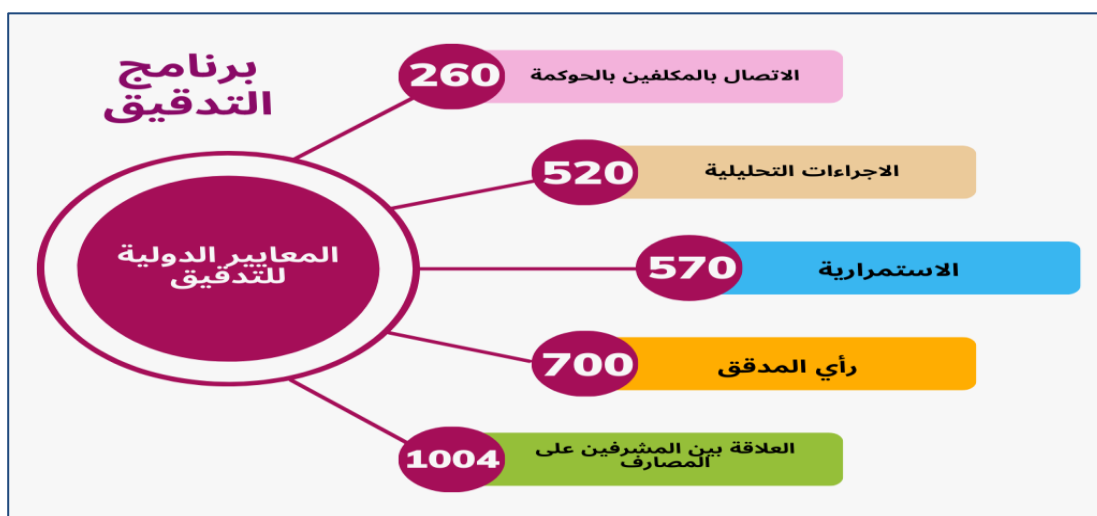 برنامج
التدقيق
المعايير الدولية
للتدقيق
260
الاتصال بالمكلفين بالحوكمة
520
الاجراءات التحليلية
570
الاستمرارية
700
رأي المدقق
1004
العلاقة بين المشرفين على
المصارف